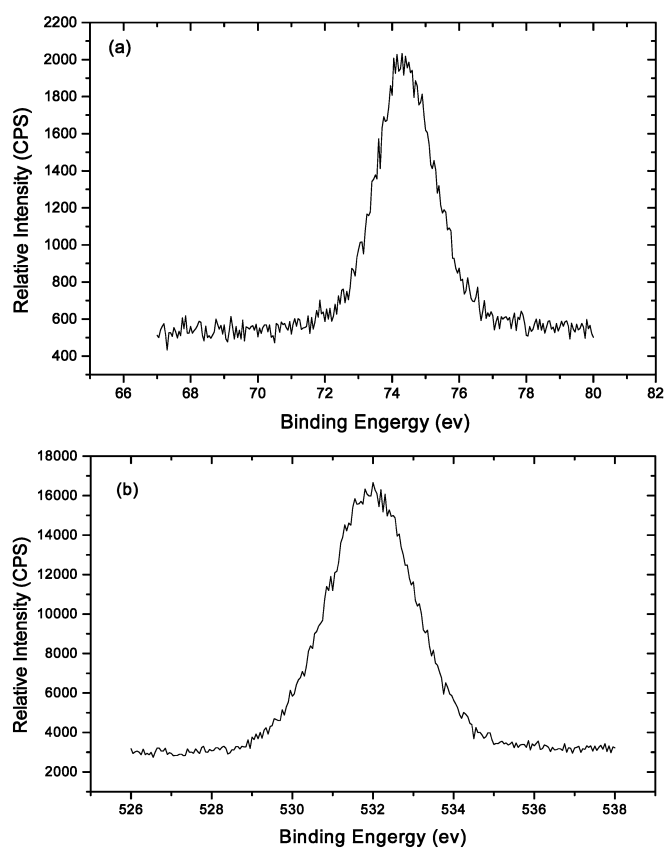 (a)
2200
2000
1800
1600
1400
1200
1000
800
600
400
Relative Intensity (CPS)
66 68 70 72 74 76 78 80 82
Binding Engergy (ev)
(b)
18000
16000
14000
12000
10000
8000
6000
4000
2000
Relative Intensity (CPS)
526 528 530 532 534 536 538
Binding Engergy (ev)